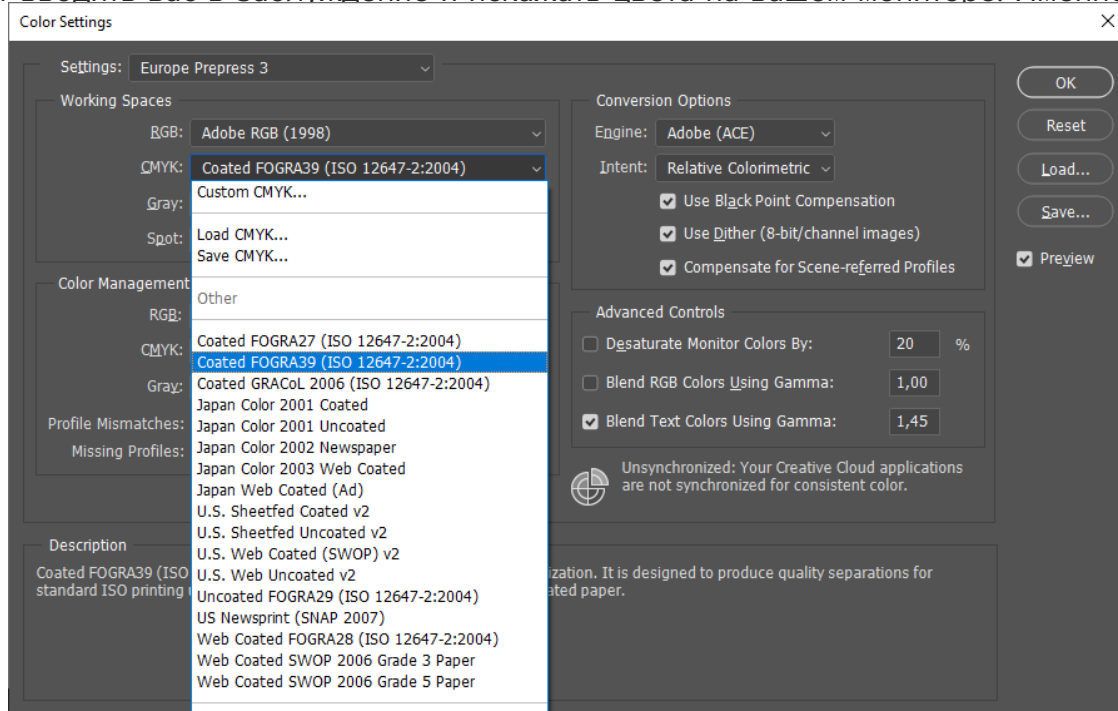 вводить вас в заблуждение и искажать цвета на вашем мониторе. Именно
Color Settings
Settings: Europe Prepress 3
Working Spaces
RGB: Adobe RGB (1998)
CMYK: Coated FOGRA39 (ISO 12647-2:2004)
Gray:
Spot:
Custom CMYK...
Load CMYK...
Save CMYK...
Other
Coated FOGRA27 (ISO 12647-2:2004)
Coated FOGRA39 (ISO 12647-2:2004)
Coated GRACoL 2006 (ISO 12647-2:2004)
Japan Color 2001 Coated
Japan Color 2001 Uncoated
Japan Color 2002 Newspaper
Japan Color 2003 Web Coated
Japan Web Coated (Ad)
U.S. Sheetfed Coated v2
U.S. Sheetfed Uncoated v2
U.S. Web Coated (SWOP) v2
U.S. Web Uncoated v2
Uncoated FOGRA29 (ISO 12647-2:2004)
US Newsprint (SNAP 2007)
Web Coated FOGRA28 (ISO 12647-2:2004)
Web Coated SWOP 2006 Grade 3 Paper
Web Coated SWOP 2006 Grade 5 Paper
Color Management
RGB:
CMYK:
Gray:
Profile Mismatches:
Missing Profiles:
Conversion Options
Engine: Adobe (ACE)
Intent: Relative Colorimetric
Use Black Point Compensation
Use Dither (8-bit/channel images)
Compensate for Scene-referred Profiles
Advanced Controls
Desaturate Monitor Colors By: 20 %
Blend RGB Colors Using Gamma: 1,00
Blend Text Colors Using Gamma: 1,45
Unsynchronized: Your Creative Cloud applications
are not synchronized for consistent color.
OK
Reset
Load...
Save...
Preview
Description
Coated FOGRA39 (ISO ization. It is designed to produce quality separations for
standard ISO printing ated paper.